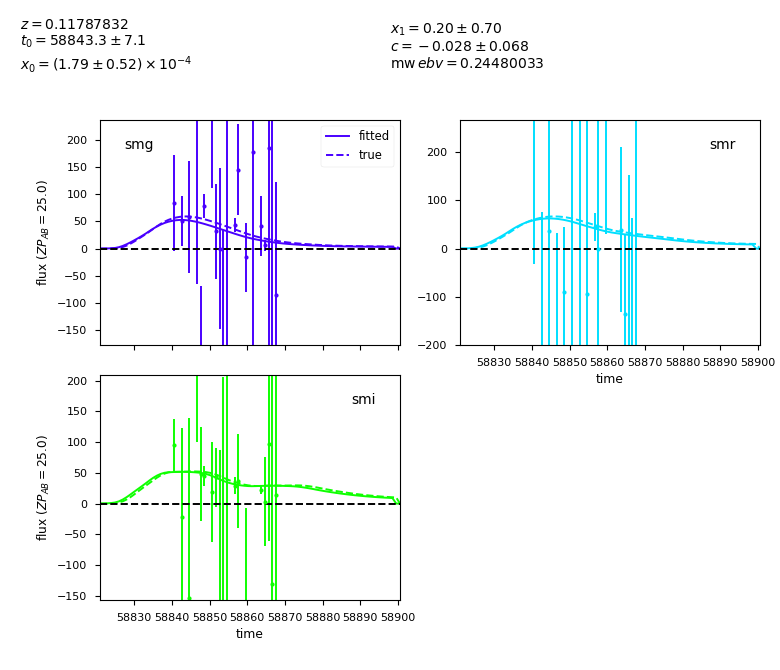 z = 0.11787832
t₀ = 58843.3 ± 7.1
x₀ = (1.79 ± 0.52) × 10⁻⁴
x₁ = 0.20 ± 0.70
c = −0.028 ± 0.068
mw ebv = 0.24480033
smg
fitted
true
200
150
100
50
0
−50
−100
−150
flux (ZP_AB = 25.0)
smr
200
100
0
−100
−200
58830 58840 58850 58860 58870 58880 58890 58900
time
smi
200
150
100
50
0
−50
−100
−150
flux (ZP_AB = 25.0)
58830 58840 58850 58860 58870 58880 58890 58900
time